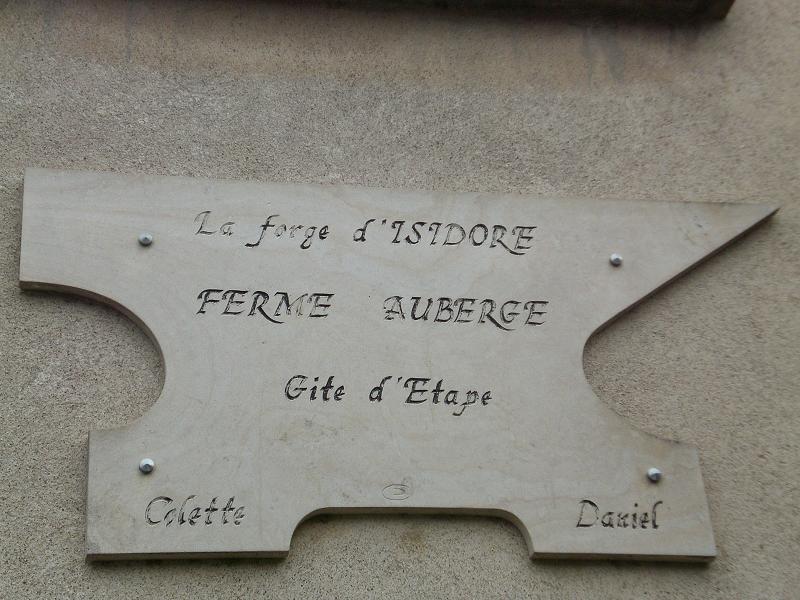 La forge d'ISIDORE
FERME AUBERGE
Gite d'Etape
Colette Daniel